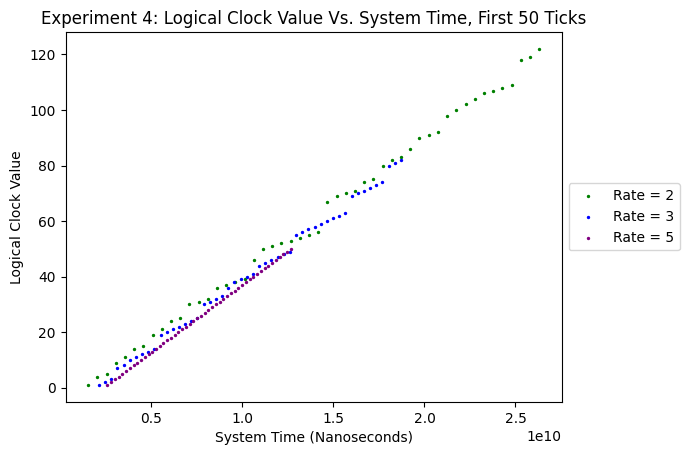 Experiment 4: Logical Clock Value Vs. System Time, First 50 Ticks
120
100
80
60
40
20
0
Logical Clock Value
0.5
1.0
1.5
2.0
2.5
1e10
System Time (Nanoseconds)
Rate = 2
Rate = 3
Rate = 5